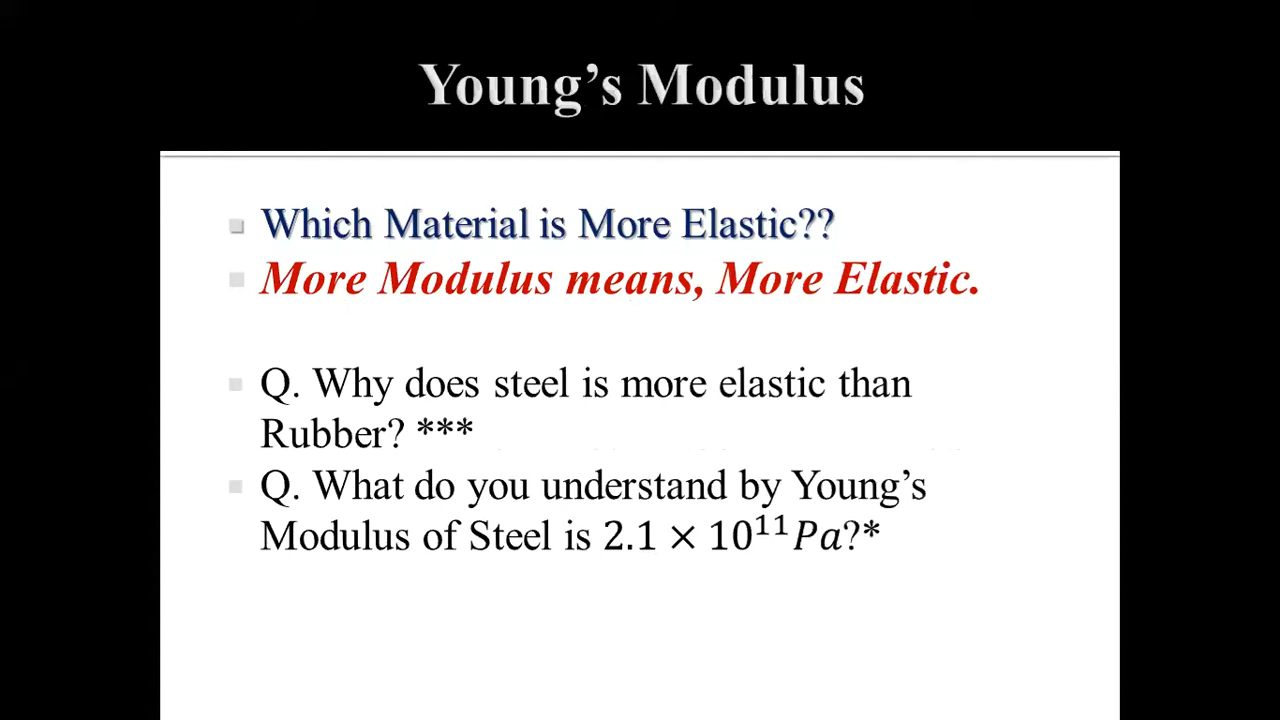 Young’s Modulus
Which Material is More Elastic??
More Modulus means, More Elastic.
Q. Why does steel is more elastic than
Rubber? ***
Q. What do you understand by Young’s
Modulus of Steel is 2.1 × 10¹¹ Pa?*